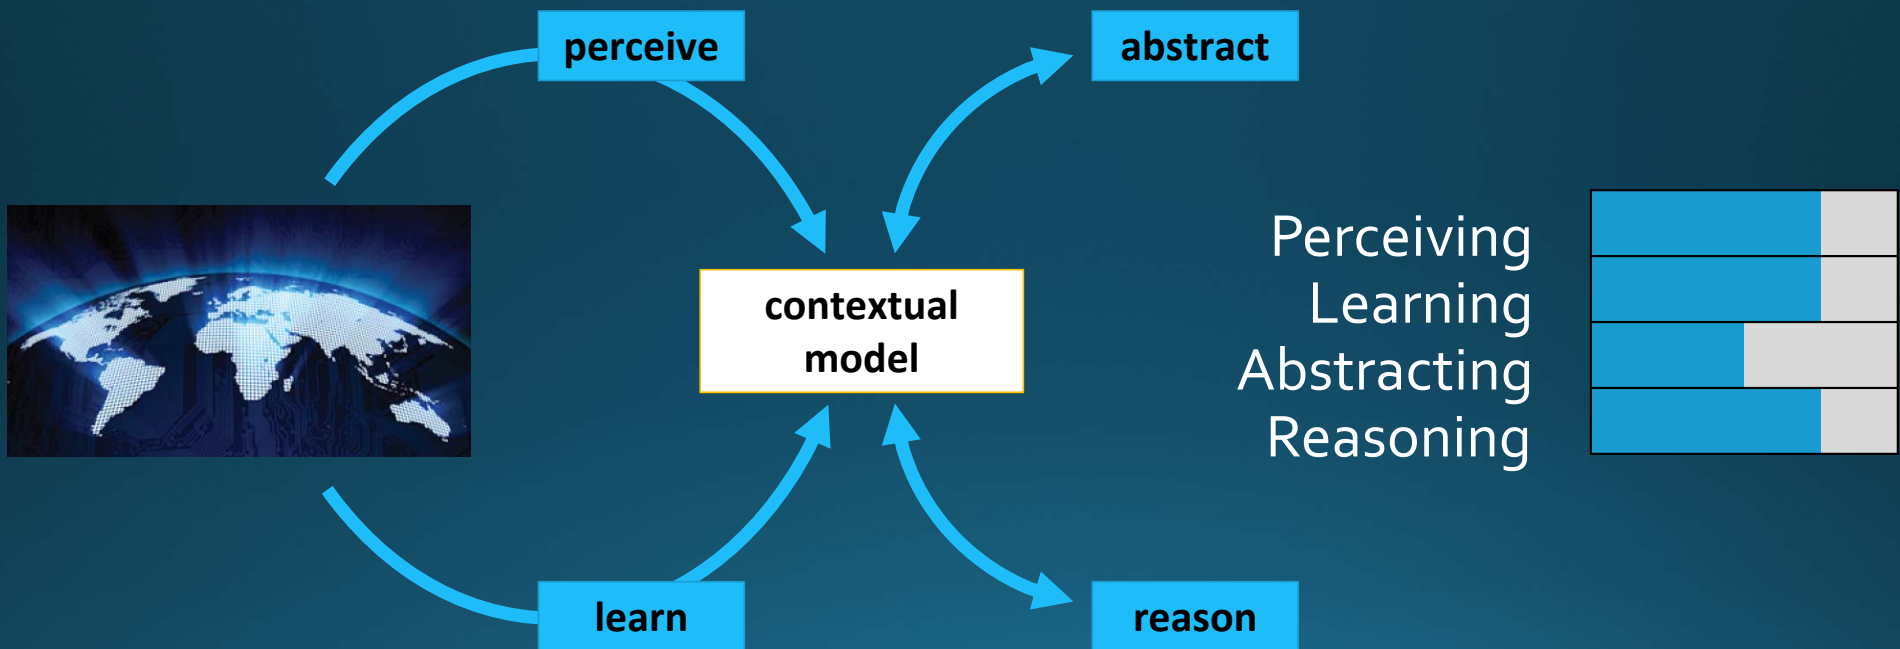 perceive
abstract
contextual
model
Perceiving
Learning
Abstracting
Reasoning
learn
reason